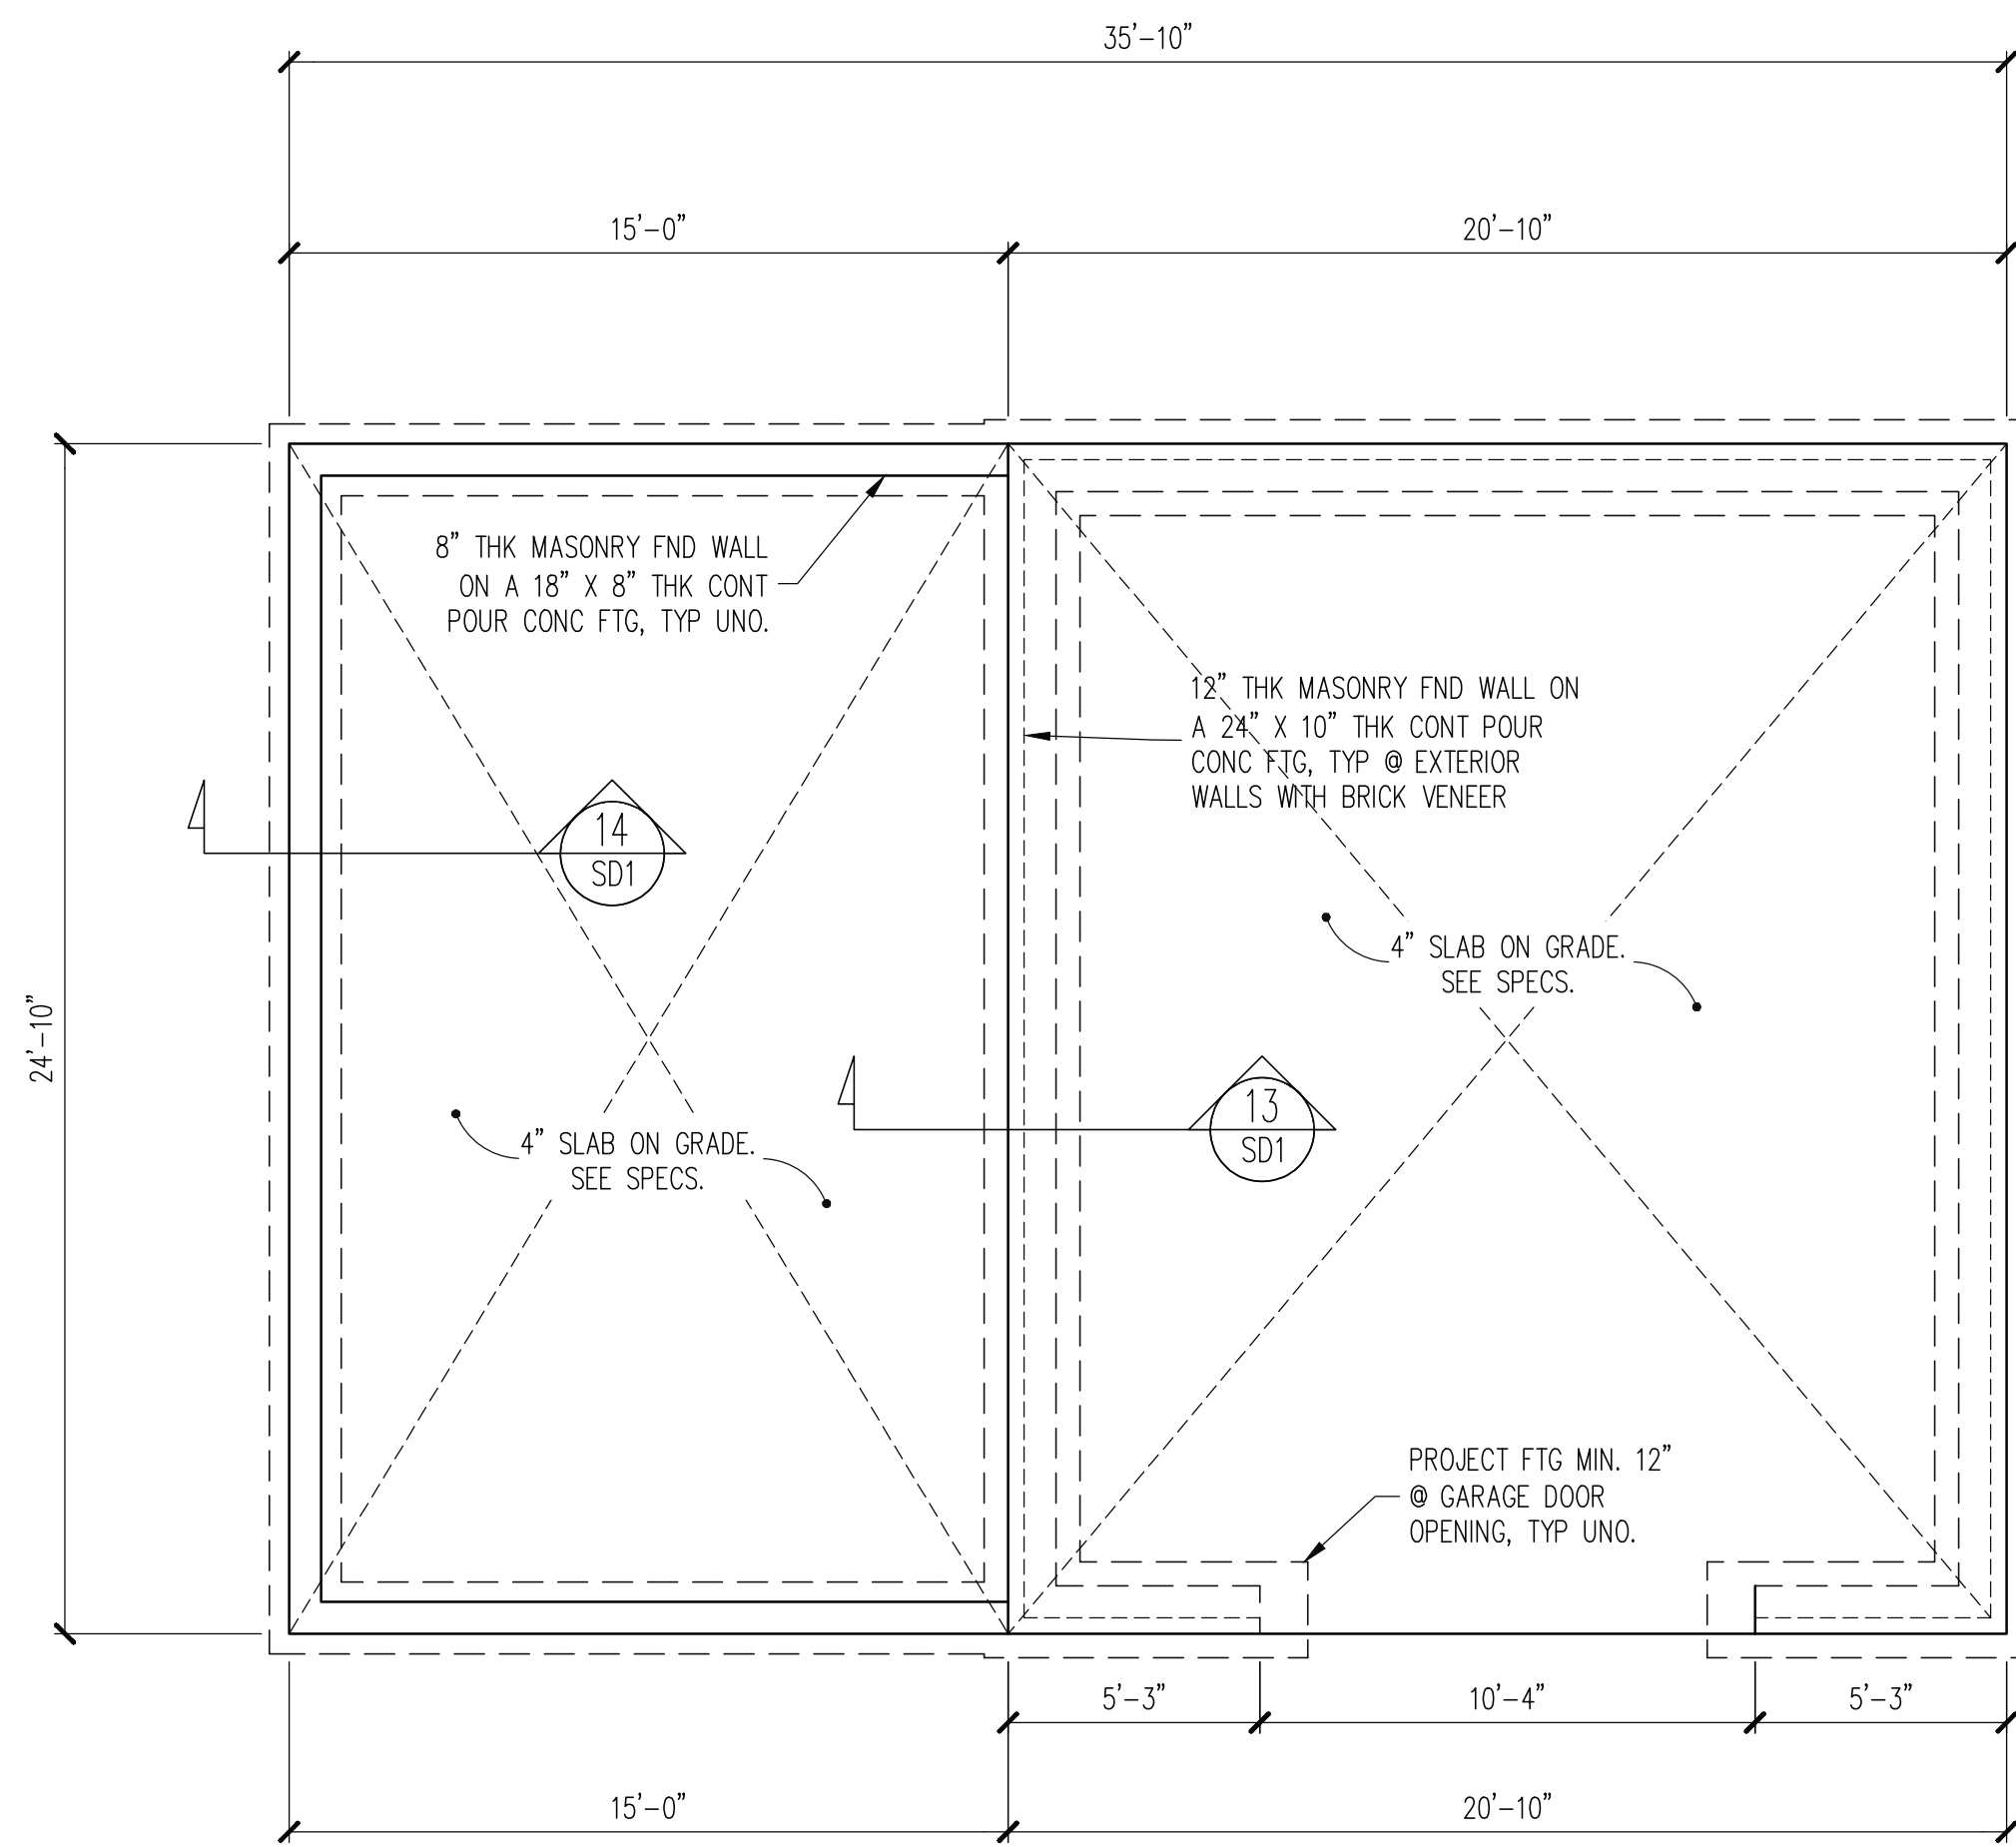 35'-10"
15'-0"
20'-10"
8" THK MASONRY FND WALL
ON A 18" X 8" THK CONT
POUR CONC FTG, TYP UNO.
12" THK MASONRY FND WALL ON
A 24" X 10" THK CONT POUR
CONC FTG, TYP @ EXTERIOR
WALLS WITH BRICK VENEER
14
SD1
4" SLAB ON GRADE.
SEE SPECS.
24'-10"
13
SD1
4" SLAB ON GRADE.
SEE SPECS.
PROJECT FTG MIN. 12"
@ GARAGE DOOR
OPENING, TYP UNO.
5'-3"
10'-4"
5'-3"
15'-0"
20'-10"